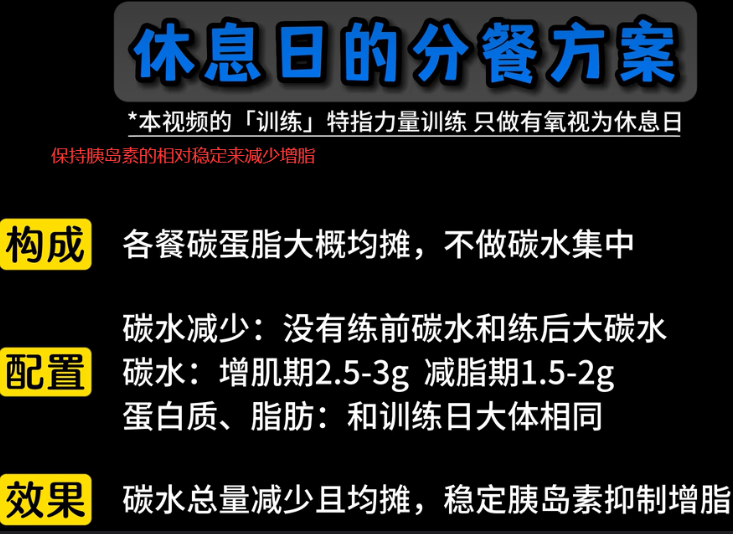 休息日的分餐方案
*本视频的「训练」特指力量训练 只做有氧视为休息日
保持胰岛素的相对稳定来减少增脂
构成
各餐碳蛋脂大概均摊，不做碳水集中
配置
碳水减少：没有练前碳水和练后大碳水
碳水：增肌期2.5-3g 减脂期1.5-2g
蛋白质、脂肪：和训练日大体相同
效果
碳水总量减少且均摊，稳定胰岛素抑制增脂